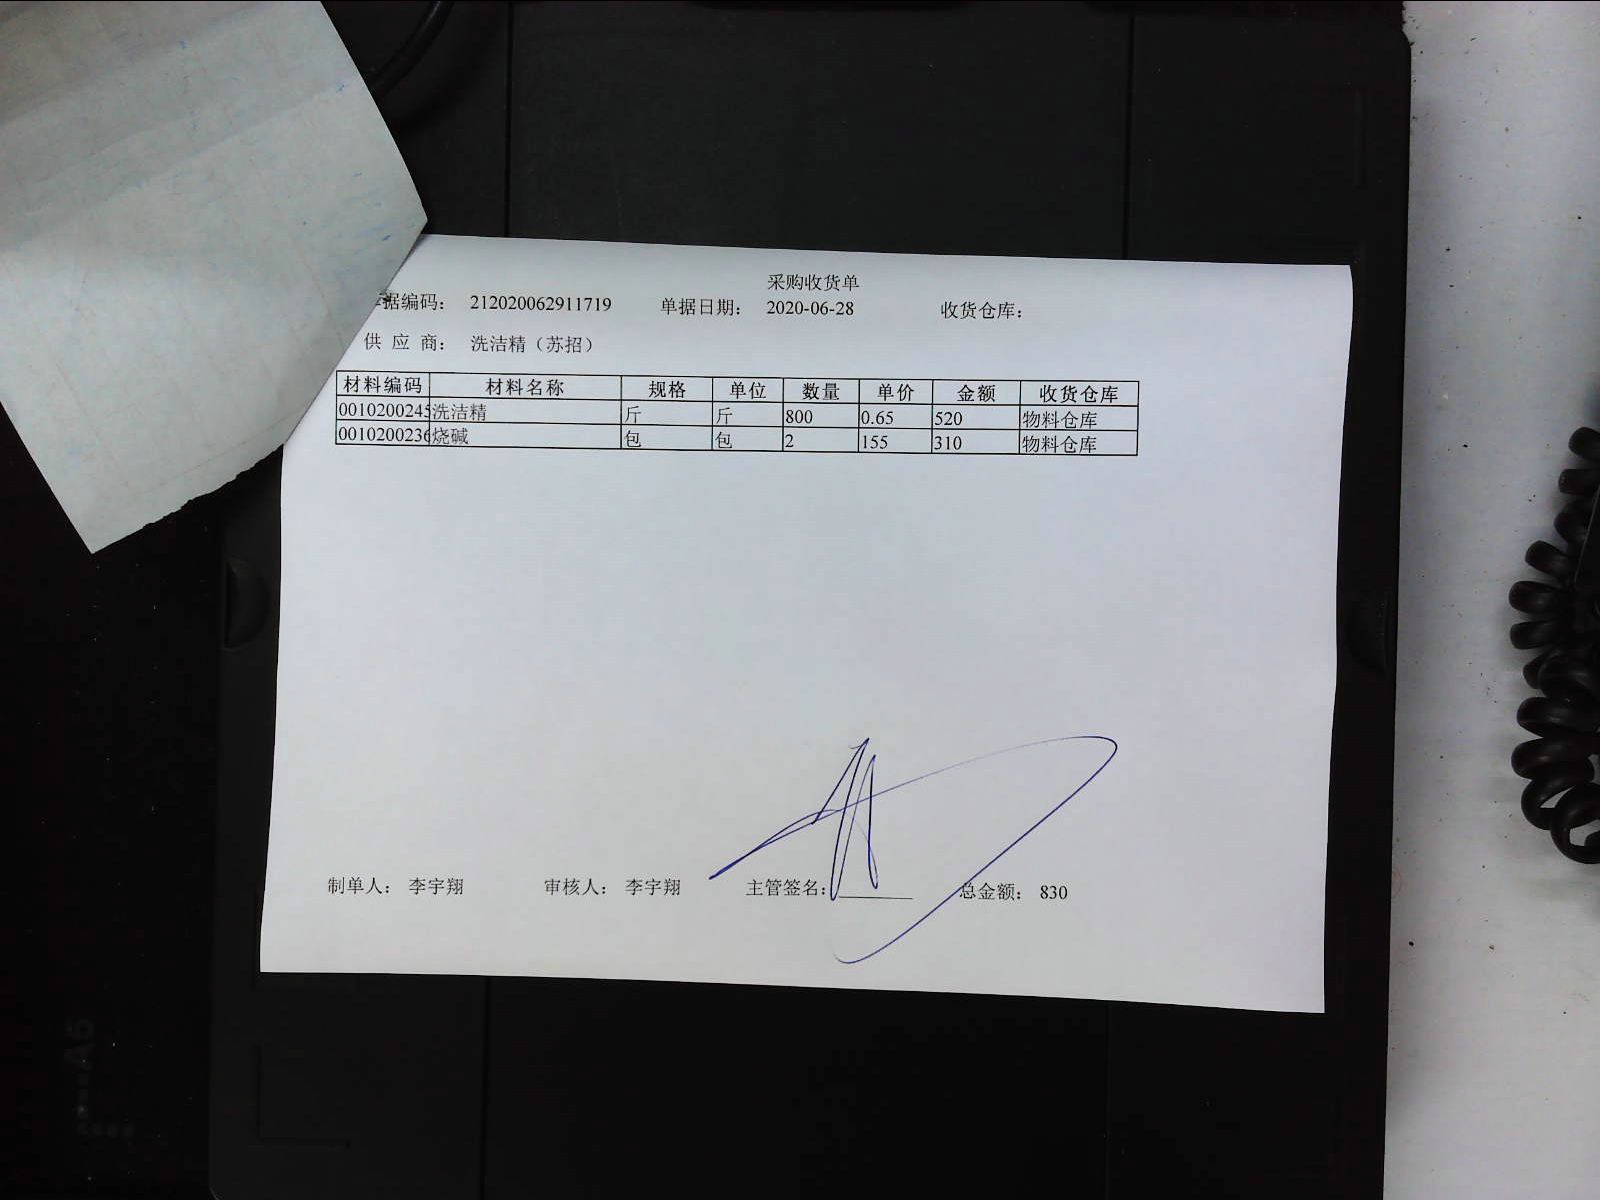 采购收货单
单据编码： 212020062911719 单据日期： 2020-06-28 收货仓库：
供 应 商： 洗洁精（苏招）
材料编码 材料名称 规格 单位 数量 单价 金额 收货仓库
0010200245 洗洁精 斤 斤 800 0.65 520 物料仓库
0010200236 烧碱 包 包 2 155 310 物料仓库
制单人： 李宇翔 审核人： 李宇翔 主管签名： 总金额： 830